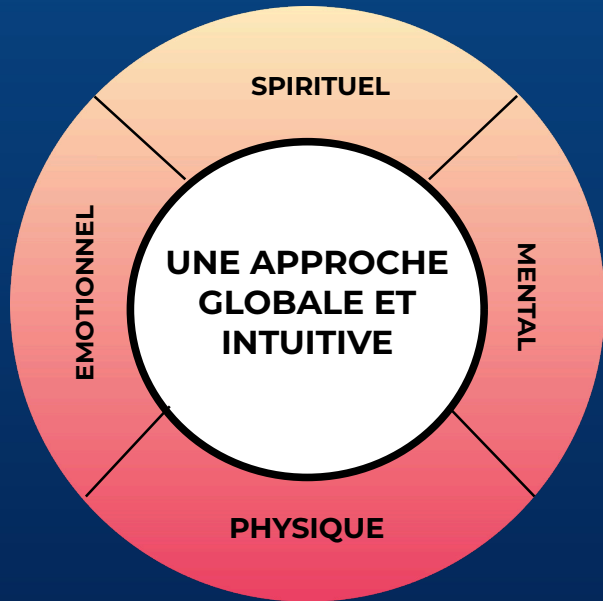 SPIRITUEL
EMOTIONNEL
UNE APPROCHE
GLOBALE ET
INTUITIVE
MENTAL
PHYSIQUE